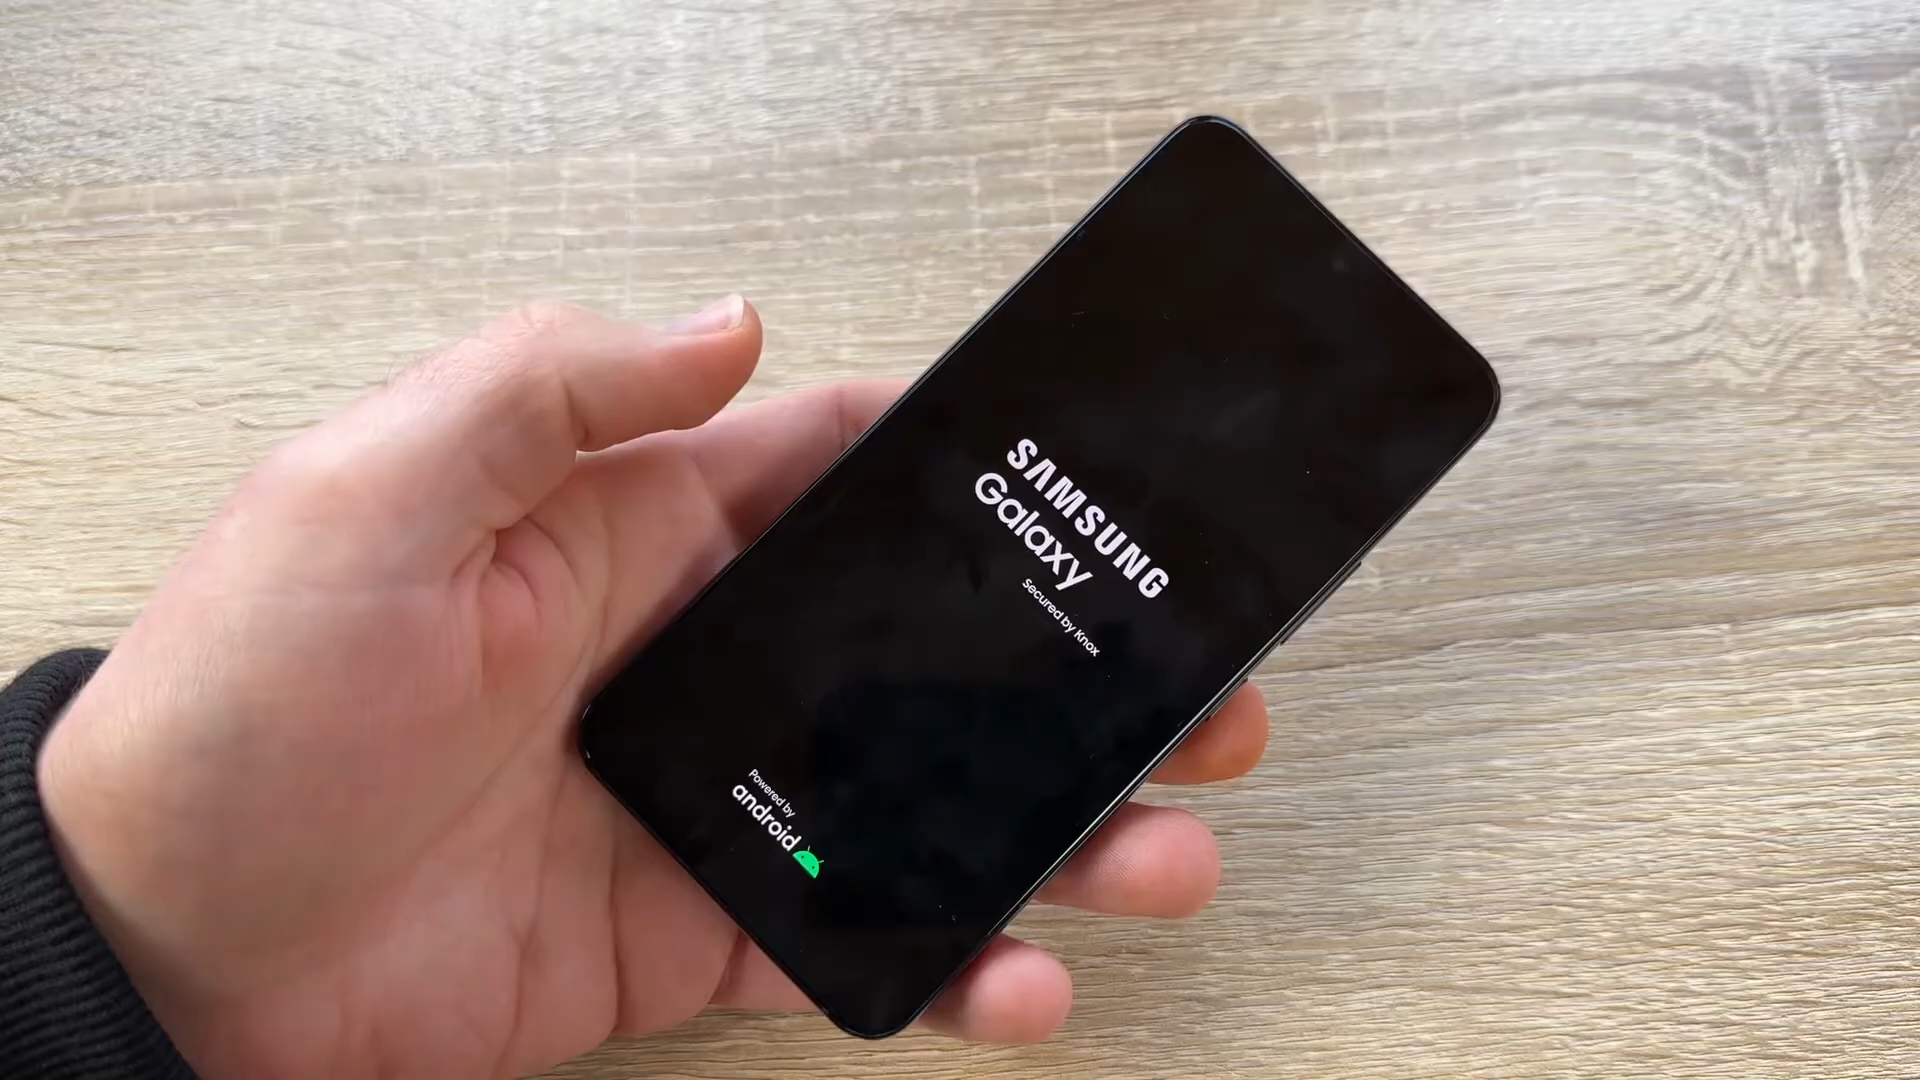 SAMSUNG
Galaxy
Secured by Knox
Powered by
android